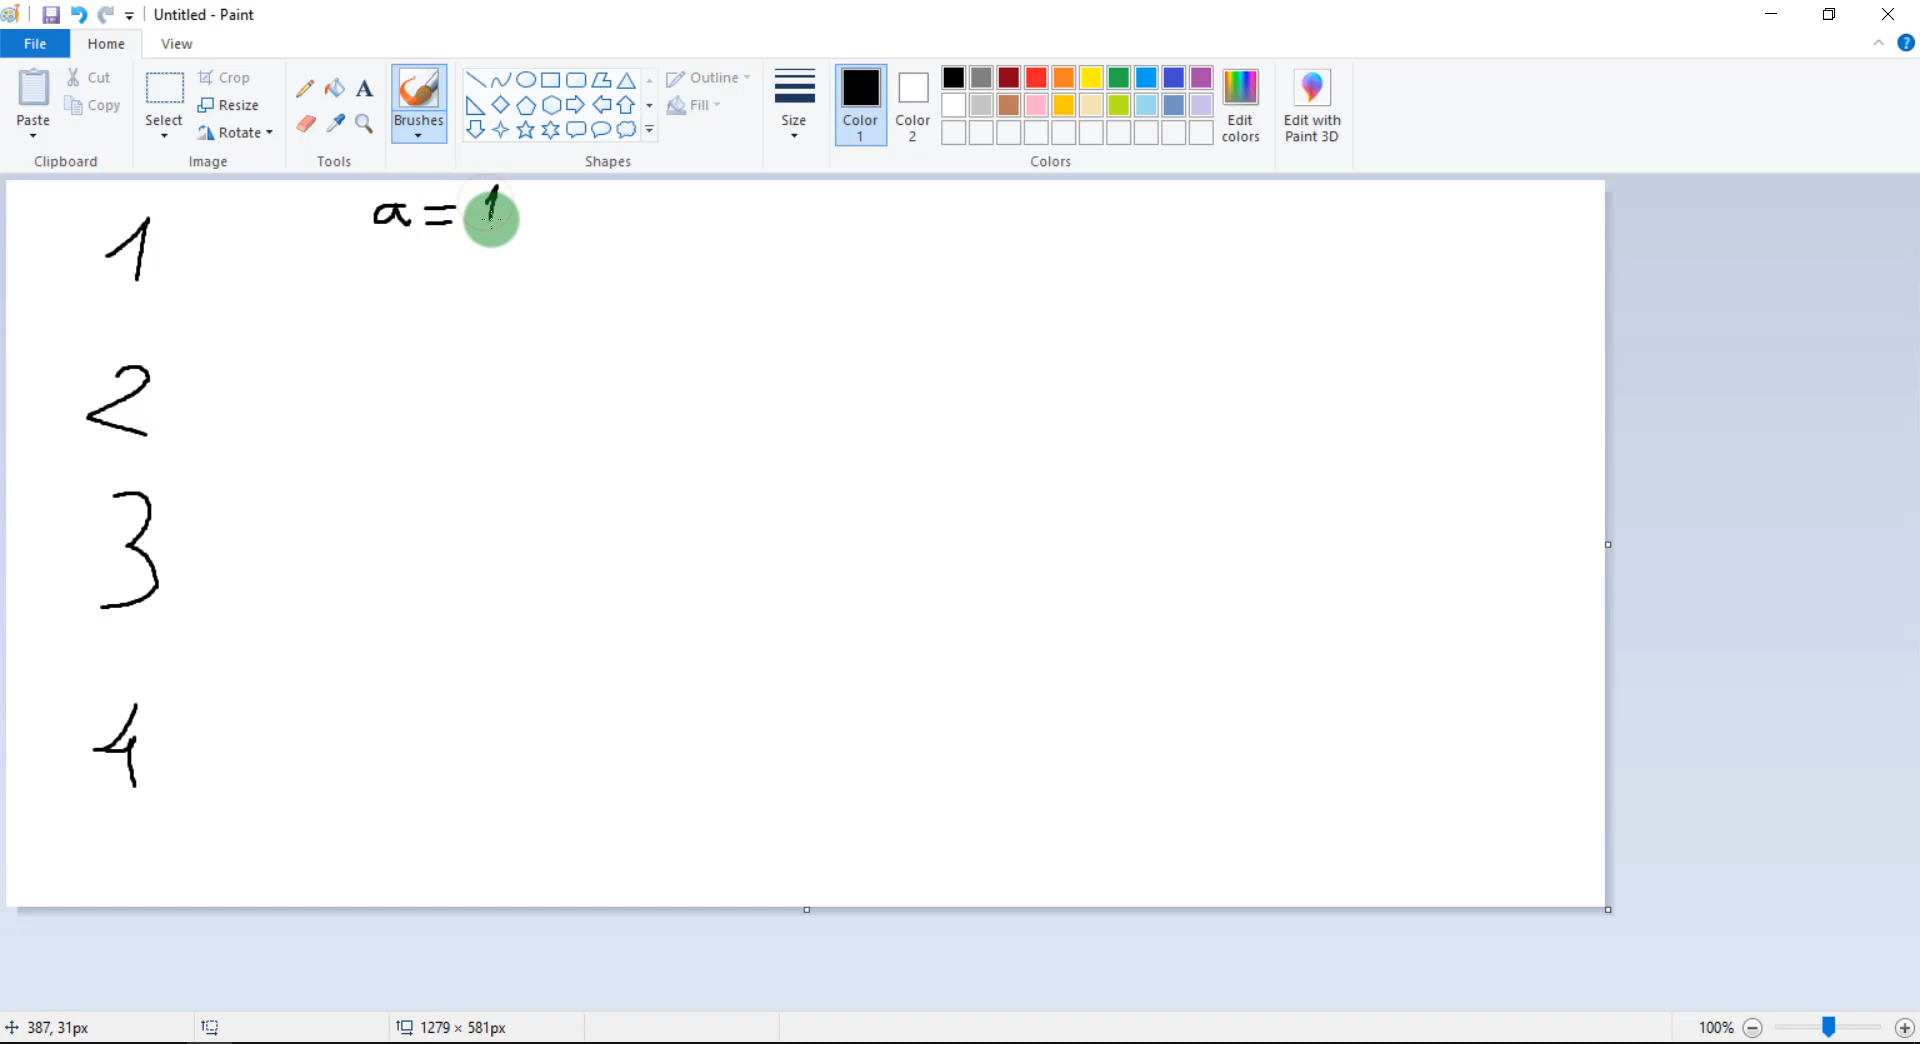 Untitled - Paint
File Home View
Paste
Cut
Copy
Clipboard
Select
Crop
Resize
Rotate
Image
Tools
Brushes
Shapes
Outline
Fill
Size
Color 1
Color 2
Edit colors
Colors
Edit with Paint 3D
1
a = 1
2
3
4
387, 31px
1279 × 581px
100%